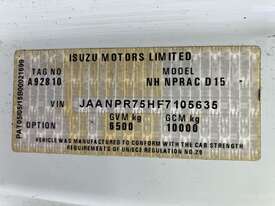 ISUZU MOTORS LIMITED
TAG NO
MODEL
A9Z810
NH NPRAC D15
VIN
JAANPR75HF7105635
GVM kg
GCM kg
OPTION
6500
10000
VEHICLE WAS MANUFACTURED TO CONFORM WITH THE CAB STRENGTH
REQUIREMENTS OF UNECE REGULATION NO.29